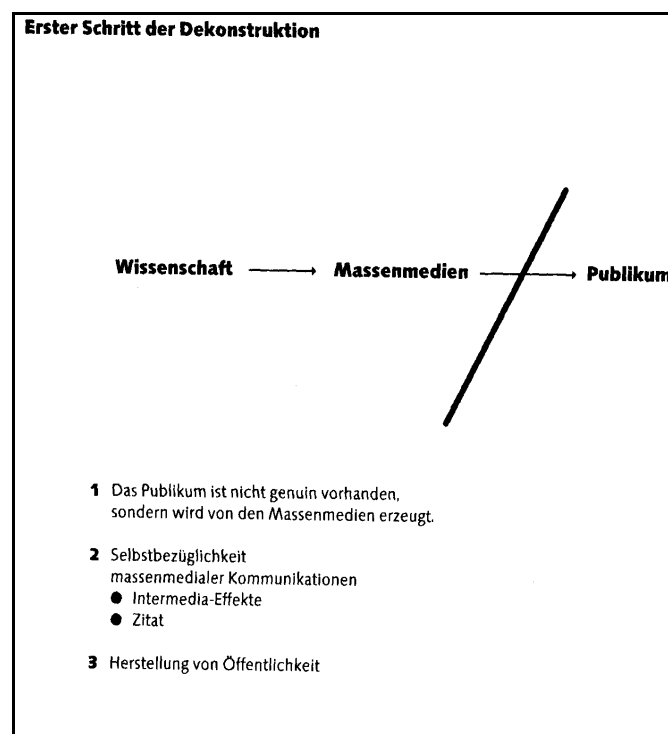 Erster Schritt der Dekonstruktion
Wissenschaft → Massenmedien → Publikum
1 Das Publikum ist nicht genuin vorhanden,
sondern wird von den Massenmedien erzeugt.
2 Selbstbezüglichkeit
massenmedialer Kommunikationen
● Intermedia-Effekte
● Zitat
3 Herstellung von Öffentlichkeit